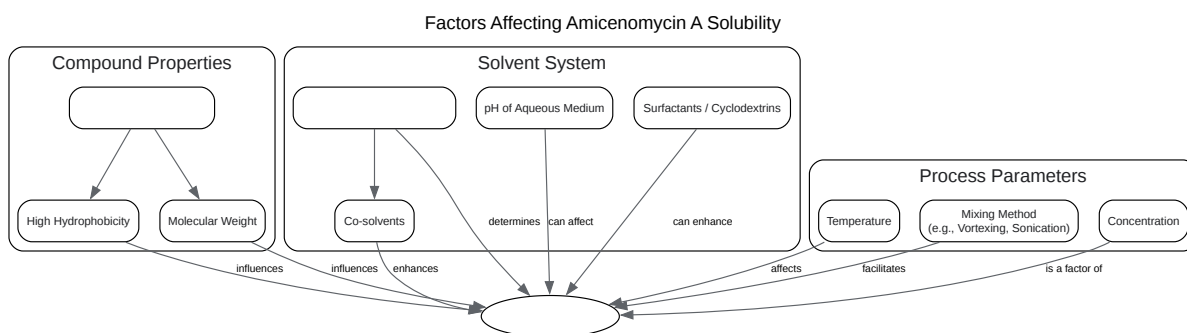 Factors Affecting Amicenomycin A Solubility
Compound Properties
High Hydrophobicity
Molecular Weight
Solvent System
pH of Aqueous Medium
Surfactants / Cyclodextrins
Co-solvents
Process Parameters
Temperature
Mixing Method
(e.g., Vortexing, Sonication)
Concentration
influences
influences
enhances
determines
can affect
can enhance
affects
facilitates
is a factor of